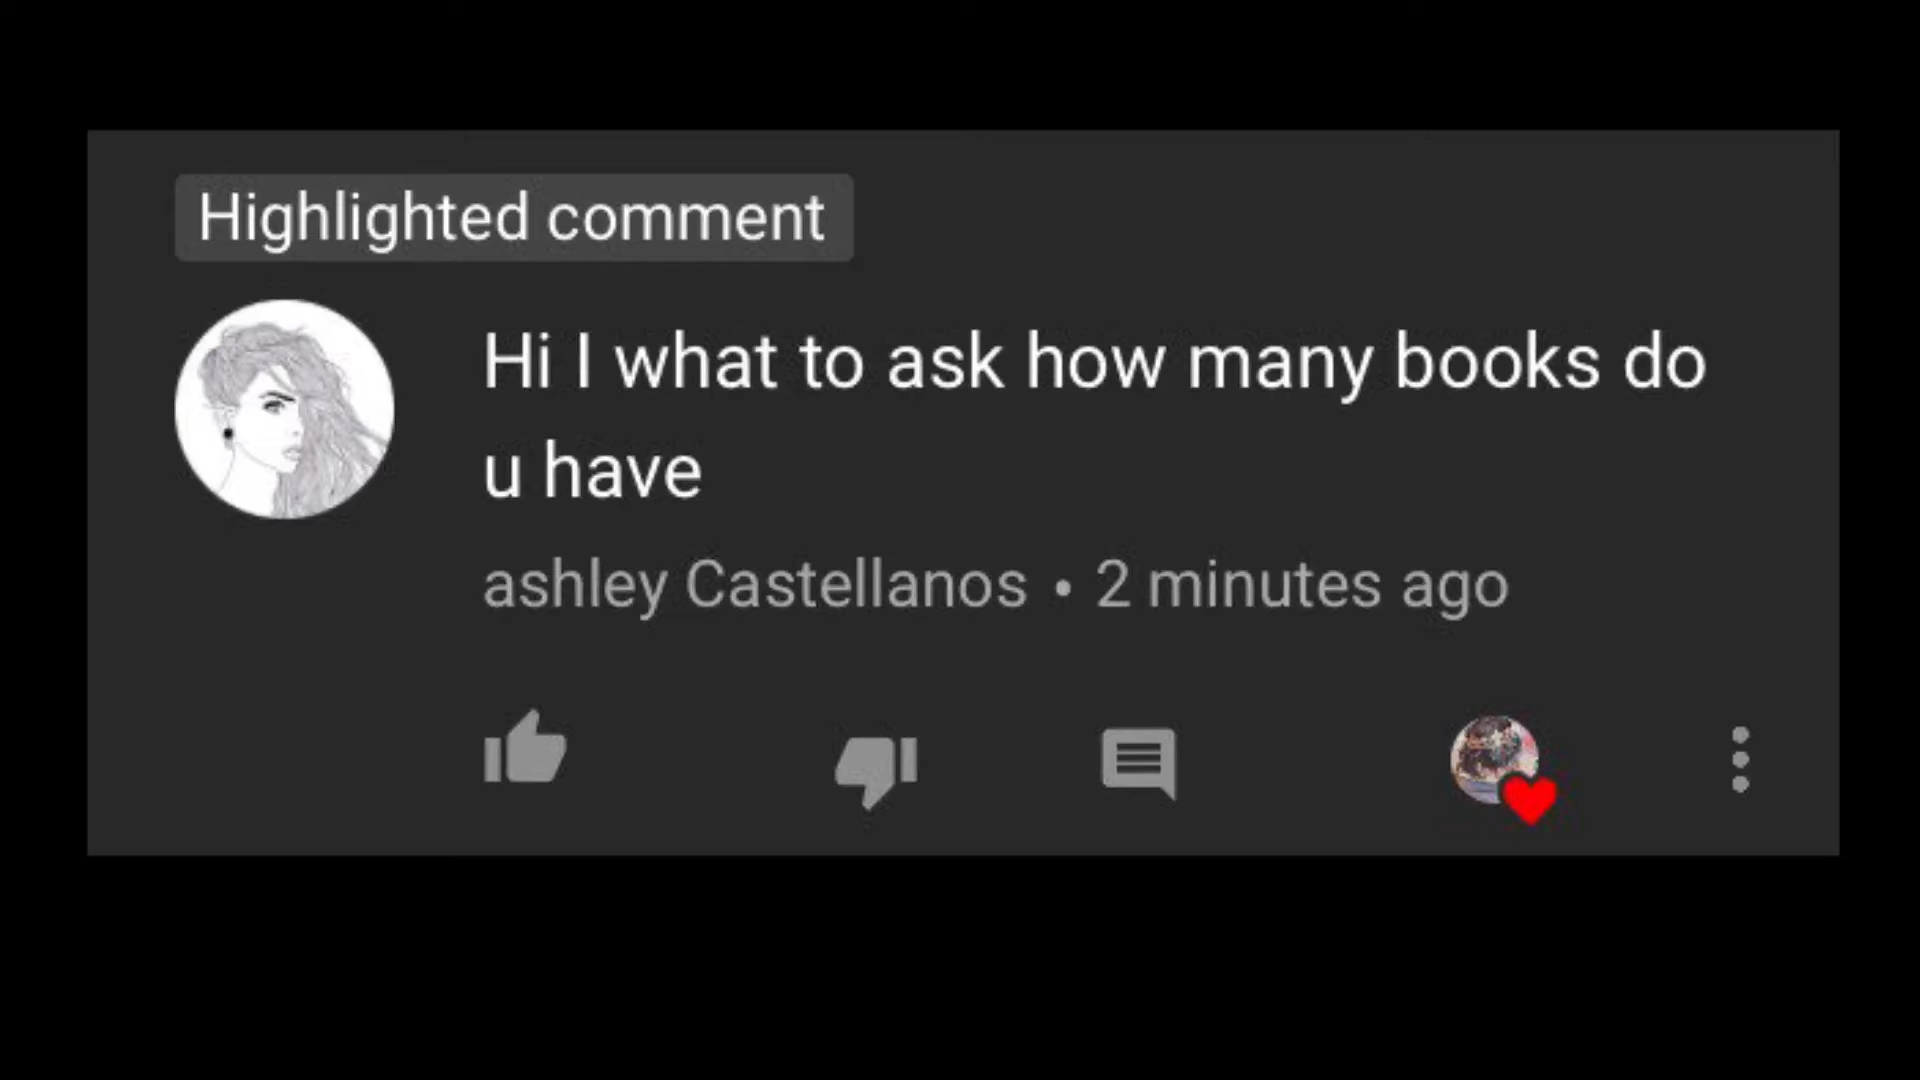 Highlighted comment
Hi I what to ask how many books do
u have
ashley Castellanos • 2 minutes ago